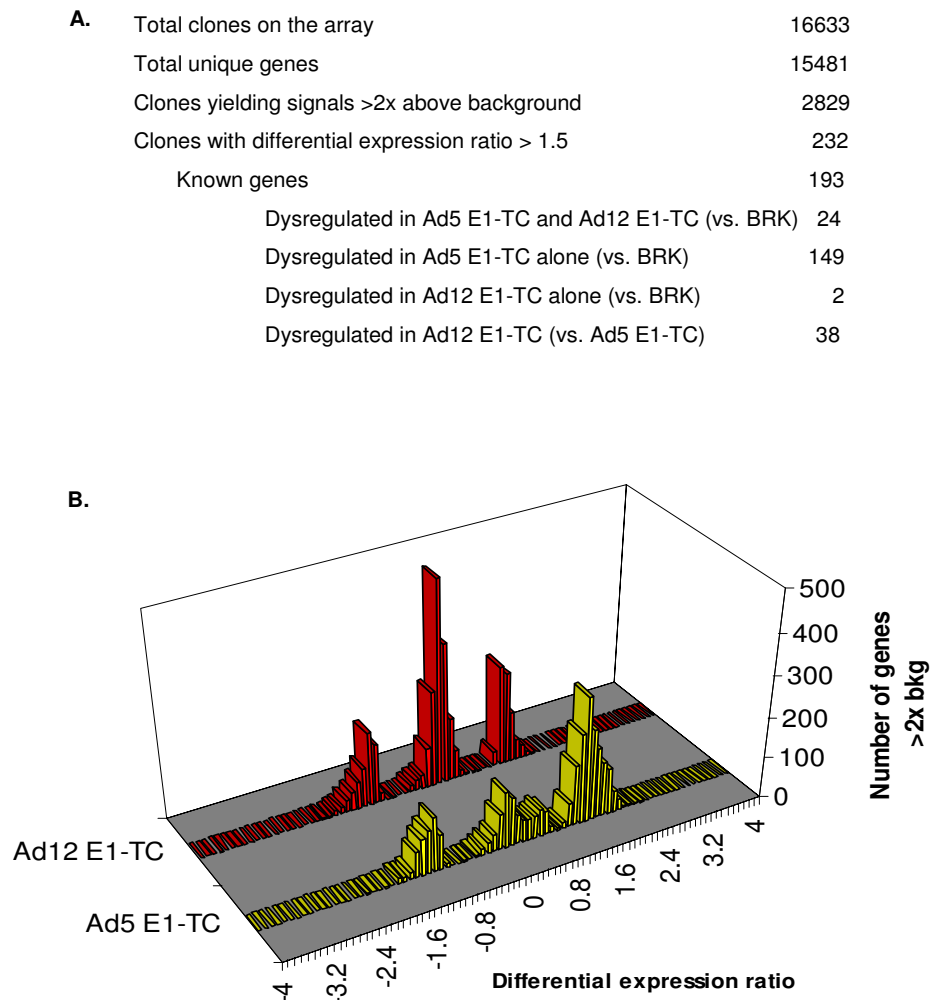 A.
Total clones on the array 16633
Total unique genes 15481
Clones yielding signals >2x above background 2829
Clones with differential expression ratio > 1.5 232
Known genes 193
Dysregulated in Ad5 E1-TC and Ad12 E1-TC (vs. BRK) 24
Dysregulated in Ad5 E1-TC alone (vs. BRK) 149
Dysregulated in Ad12 E1-TC alone (vs. BRK) 2
Dysregulated in Ad12 E1-TC (vs. Ad5 E1-TC) 38
B.
500
400
300
200
100
0
Number of genes
>2x bkg
Ad12 E1-TC
Ad5 E1-TC
-4
-3.2
-2.4
-1.6
-0.8
0
0.8
1.6
2.4
3.2
4
Differential expression ratio